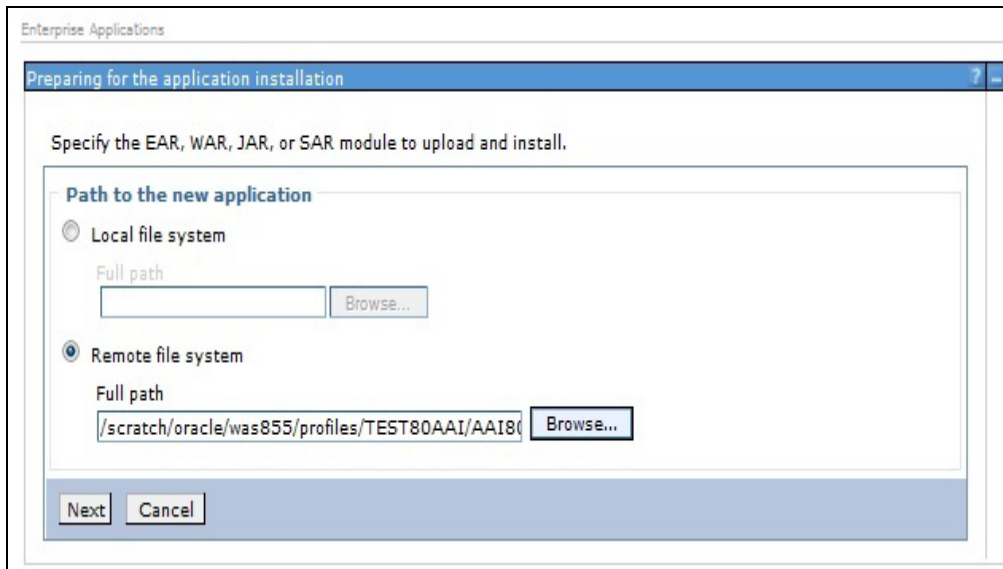 Enterprise Applications
Preparing for the application installation ? -
Specify the EAR, WAR, JAR, or SAR module to upload and install.
Path to the new application
Local file system
Full path
Browse...
Remote file system
Full path
/scratch/oracle/was855/profiles/TEST80AAI/AAI80 Browse...
Next Cancel